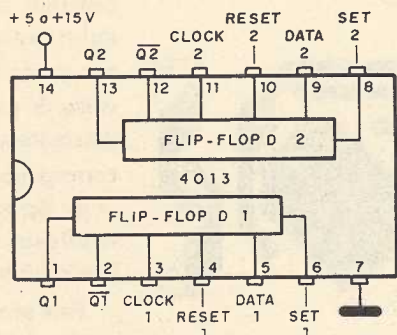 +5 a +15 V
Q2
Q2
CLOCK
2
RESET
2
DATA
2
SET
2
14
13
12
11
10
9
8
FLIP-FLOP D 2
4013
FLIP-FLOP D 1
1
2
3
4
5
6
7
Q1
Q1
CLOCK
1
RESET
1
DATA
1
SET
1